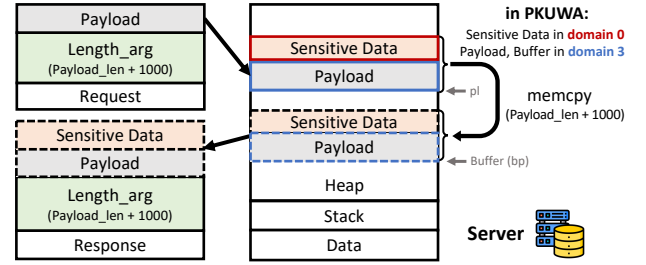 Payload
Length_arg
(Payload_len + 1000)
Request
Sensitive Data
Payload
Length_arg
(Payload_len + 1000)
Response
Sensitive Data
Payload
pl
Sensitive Data
Payload
Buffer (bp)
Heap
Stack
Data
in PKUWA:
Sensitive Data in domain 0
Payload, Buffer in domain 3
memcpy
(Payload_len + 1000)
Server